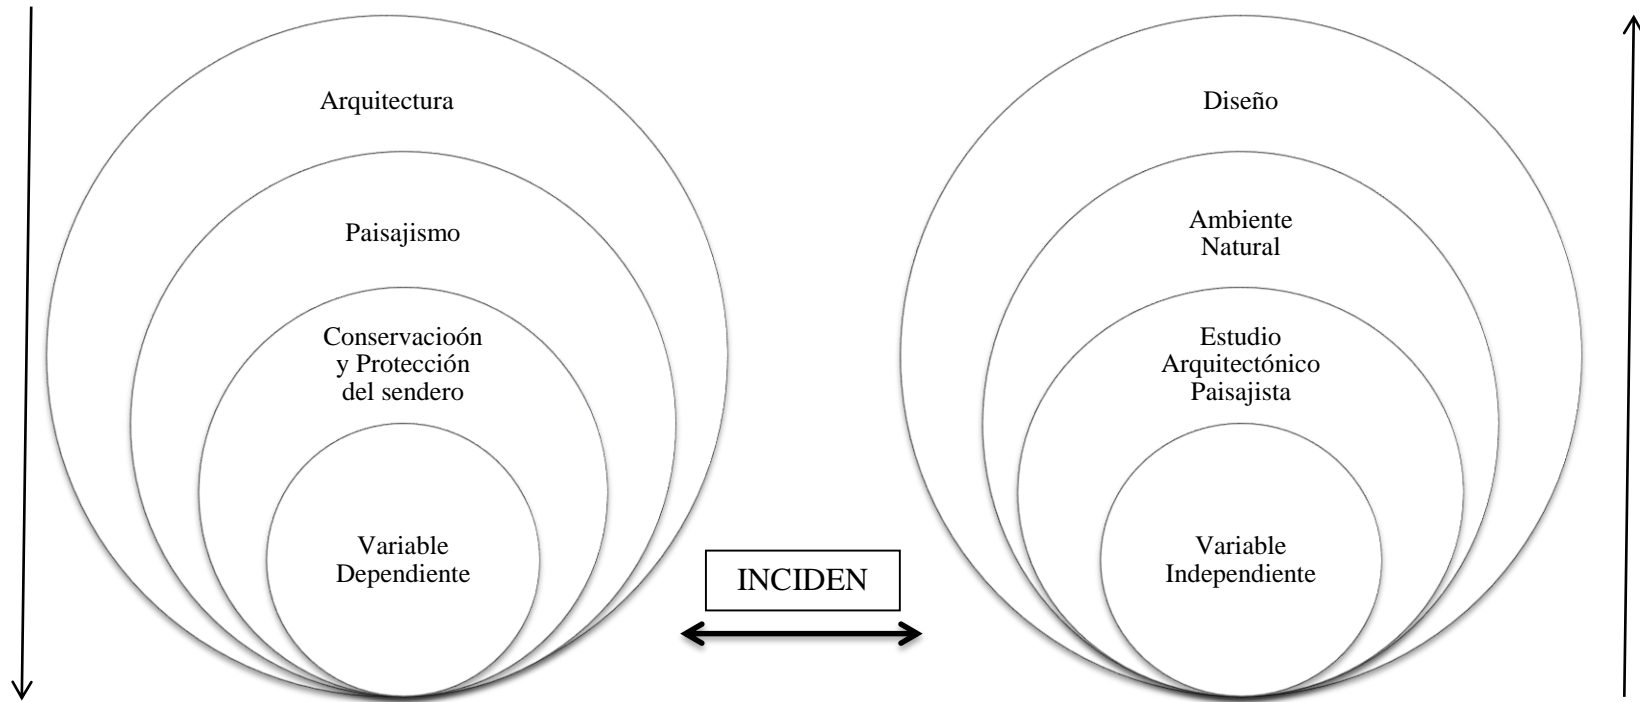 Arquitectura
Paisajismo
Conservacioón
y Protección
del sendero
Variable
Dependiente
INCIDEN
Diseño
Ambiente
Natural
Estudio
Arquitectónico
Paisajista
Variable
Independiente